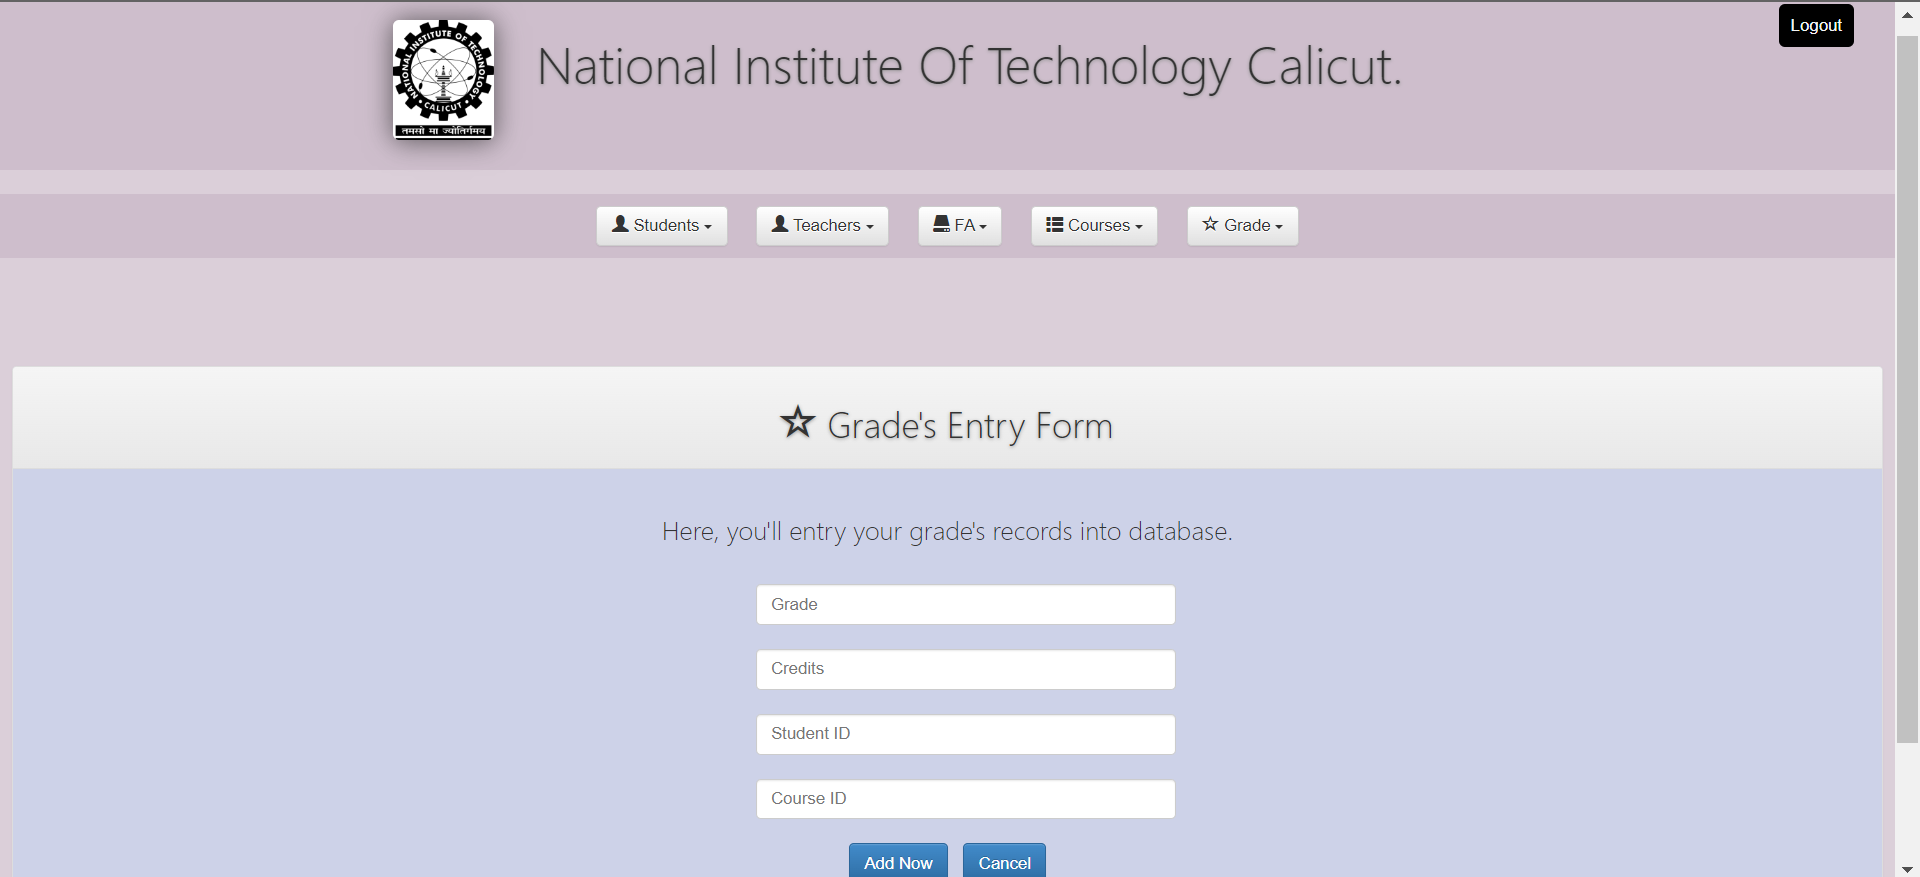 Logout
NATIONAL INSTITUTE OF TECHNOLOGY
CALICUT
तमसो मा ज्योतिर्गमय
National Institute Of Technology Calicut.
Students Teachers FA Courses Grade
Grade's Entry Form
Here, you'll entry your grade's records into database.
Grade
Credits
Student ID
Course ID
Add Now Cancel